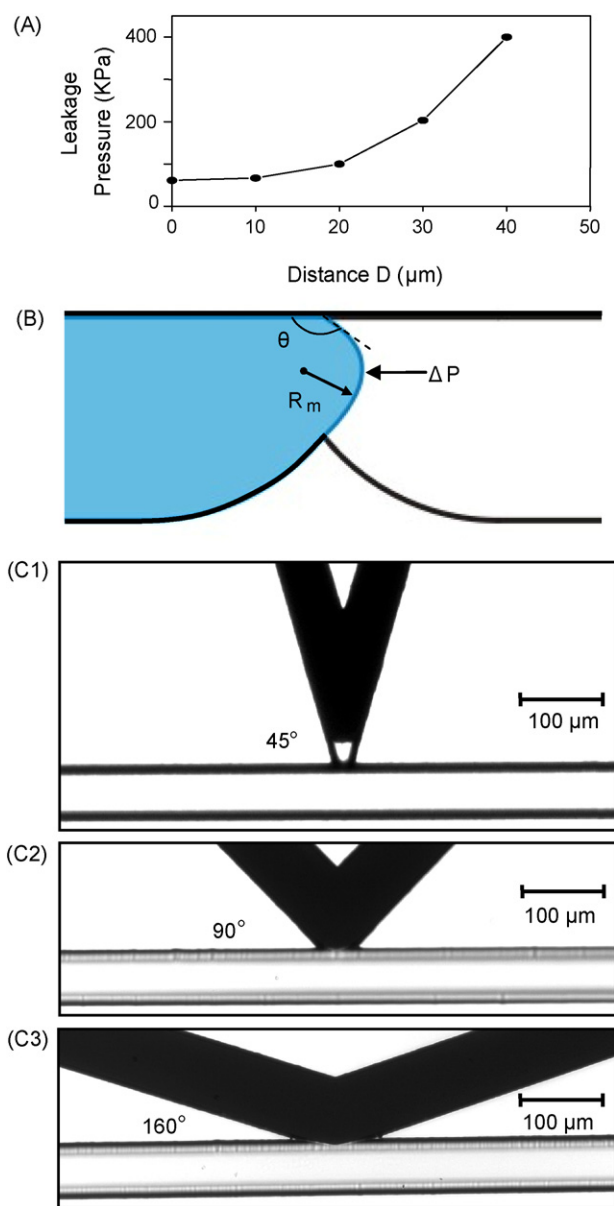 (A)
400
200
0
Leakage
Pressure (KPa)
0 10 20 30 40 50
Distance D (µm)
(B)
θ
Δ P
R m
(C1)
45°
100 µm
(C2)
90°
100 µm
(C3)
160°
100 µm